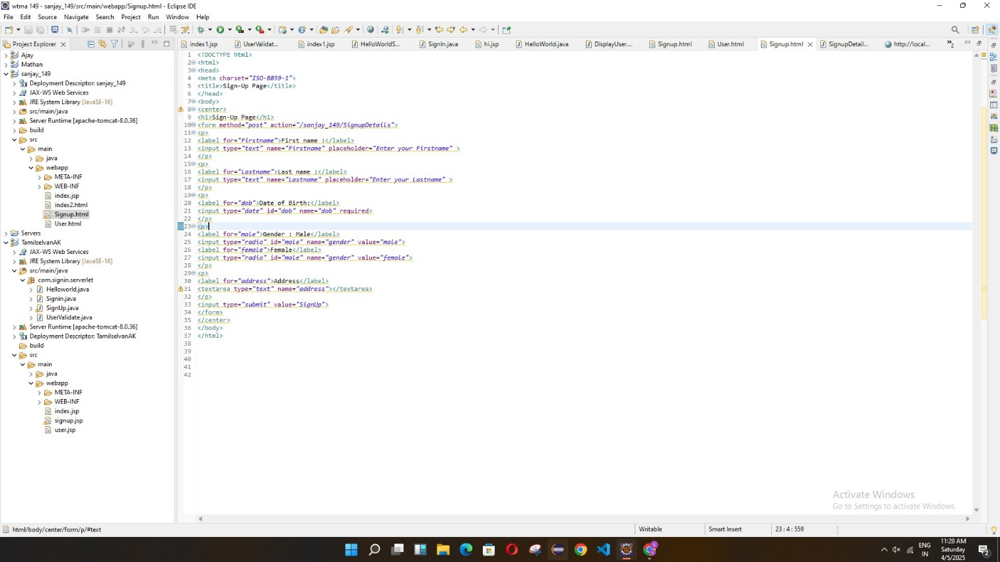 wtma 149 - sanjay_149/src/main/webapp/Signup.html - Eclipse IDE
File Edit Source Navigate Search Project Run Window Help
Project Explorer
index1.jsp UserValidat... index1.jsp HelloWorldS... SignIn.java hi.jsp HelloWorld.java DisplayUser.... Signup.html User.html Signup.html SignupDetail... http://local... »2
Ajay
Mathan
sanjay_149
Deployment Descriptor: sanjay_149
JAX-WS Web Services
JRE System Library [JavaSE-16]
src/main/java
Server Runtime [apache-tomcat-8.0.36]
build
src
main
java
webapp
META-INF
WEB-INF
index.jsp
index2.html
Signup.html
User.html
Servers
TamilselvanAK
JAX-WS Web Services
JRE System Library [JavaSE-16]
src/main/java
com.signin.serverlet
Helloworld.java
Signin.java
SignUp.java
UserValidate.java
Server Runtime [apache-tomcat-8.0.36]
Deployment Descriptor: TamilselvanAK
build
src
main
java
webapp
META-INF
WEB-INF
index.jsp
signup.jsp
user.jsp
1 <!DOCTYPE html>
2 <html>
3 <head>
4 <meta charset="ISO-8859-1">
5 <title>Sign-Up Page</title>
6 </head>
7 <body>
8 <center>
9 <h1>Sign-Up Page</h1>
10 <form method="post" action="/sanjay_149/SignupDetails">
11 <p>
12 <label for="Firstname">First name :</label>
13 <input type="text" name="Firstname" placeholder="Enter your Firstname" >
14 </p>
15 <p>
16 <label for="Lastname">Last name :</label>
17 <input type="text" name="Lastname" placeholder="Enter your Lastname" >
18 </p>
19 <p>
20 <label for="dob">Date of Birth:</label>
21 <input type="date" id="dob" name="dob" required>
22 </p>
23 <p>
24 <label for="male">Gender : Male</label>
25 <input type="radio" id="male" name="gender" value="male">
26 <label for="female">Female</label>
27 <input type="radio" id="male" name="gender" value="female">
28 </p>
29 <p>
30 <label for="address">Address</label>
31 <textarea type="text" name="address"></textarea>
32 </p>
33 <input type="submit" value="SignUp">
34 </form>
35 </center>
36 </body>
37 </html>
38
39
40
41
42
Activate Windows
Go to Settings to activate Windows.
html/body/center/form/p/#text Writable Smart Insert 23 : 4 : 559
ENG
IN
11:28 AM
Saturday
4/5/2025
2